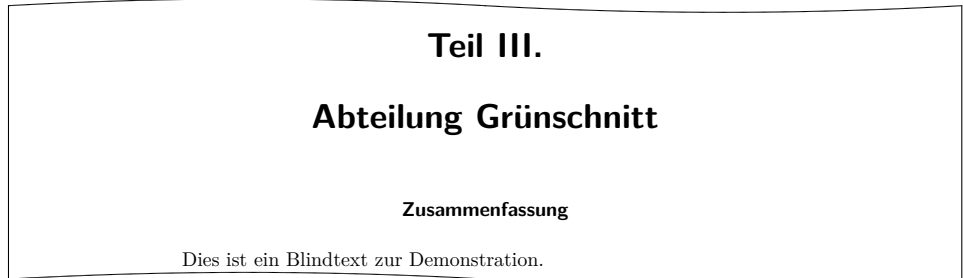 Teil III.
Abteilung Grünschnitt
Zusammenfassung
Dies ist ein Blindtext zur Demonstration.